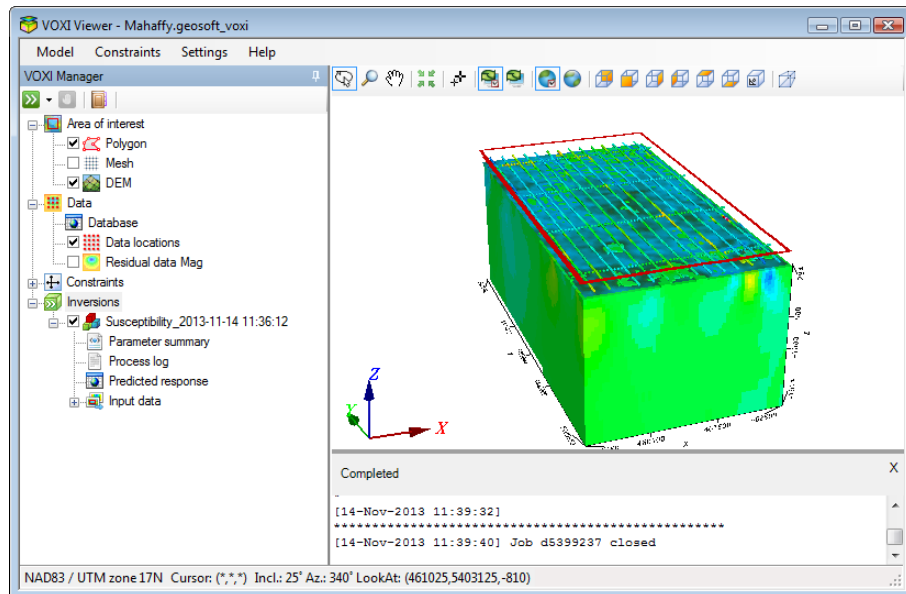 VOXI Viewer - Mahaffy.geosoft_voxi
Model Constraints Settings Help
VOXI Manager
Area of interest
Polygon
Mesh
DEM
Data
Database
Data locations
Residual data Mag
Constraints
Inversions
Susceptibility_2013-11-14 11:36:12
Parameter summary
Process log
Predicted response
Input data
Z
Y
X
X
Completed
X
[14-Nov-2013 11:39:32]
****************************************************
[14-Nov-2013 11:39:40] Job d5399237 closed
NAD83 / UTM zone 17N Cursor: (*,*,*) Incl.: 25° Az.: 340° LookAt: (461025,5403125,-810)